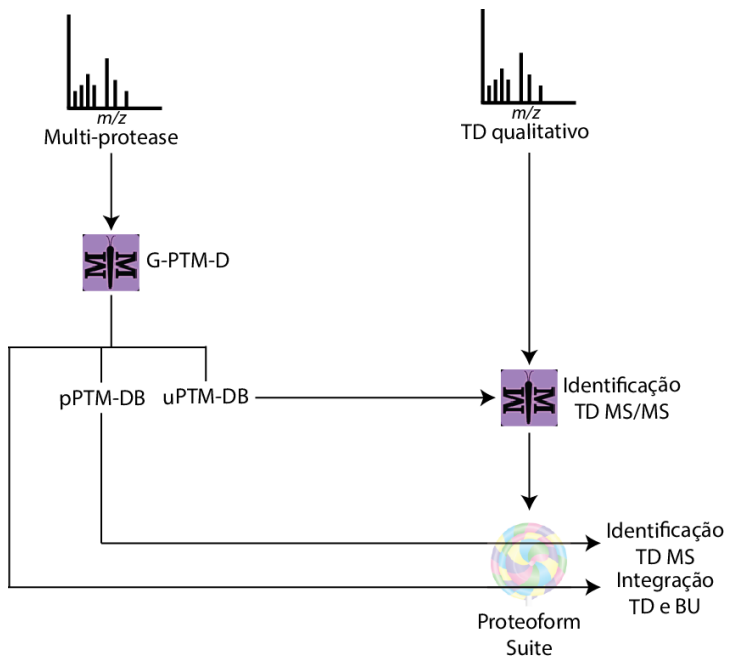 m/z
Multi-protease
m/z
TD qualitativo
G-PTM-D
pPTM-DB
uPTM-DB
Identificação
TD MS/MS
Identificação
TD MS
Integração
TD e BU
Proteoform
Suite